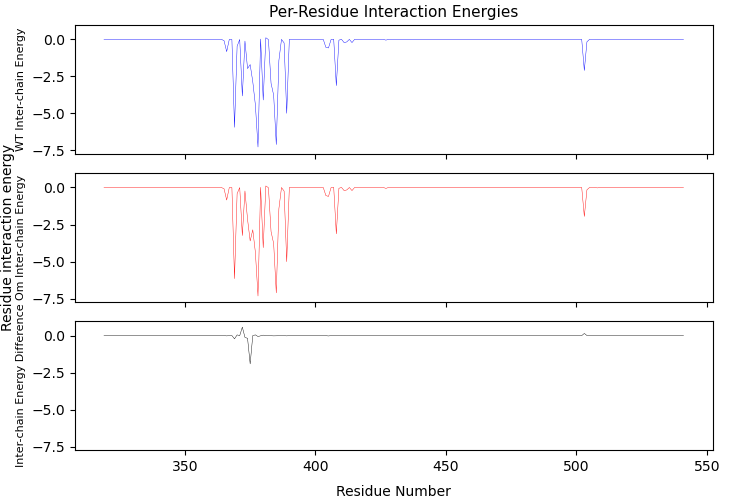 Per-Residue Interaction Energies
WT Inter-chain Energy
0.0
−2.5
−5.0
−7.5
Residue interaction energy
Om Inter-chain Energy
0.0
−2.5
−5.0
−7.5
Inter-chain Energy Difference
0.0
−2.5
−5.0
−7.5
350 400 450 500 550
Residue Number